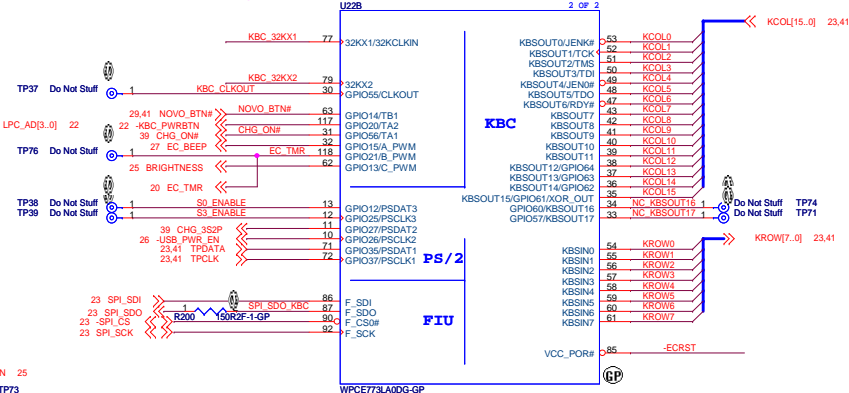 U22B 2 OF 2
KBC_32KX1 77 32KX1/32KCLKIN KBSOUT0/JENK# 53 KCOL0 KCOL[15..0] 23,41
KBSOUT1/TCK 52 KCOL1
KBSOUT2/TMS 51 KCOL2
KBSOUT3/TDI 50 KCOL3
KBC_32KX2 79 32KX2 KBSOUT4/JEN0# 49 KCOL4
TP37 Do Not Stuff 1 KBC_CLKOUT 30 GPIO55/CLKOUT KBSOUT5/TDO 48 KCOL5
KBSOUT6/RDY# 47 KCOL6
29,41 NOVO_BTN# NOVO_BTN# 63 GPIO14/TB1 KBSOUT7 43 KCOL7
LPC_AD[3..0] 22 22 -KBC_PWRBTN 117 GPIO20/TA2 KBC KBSOUT8 42 KCOL8
39 CHG_ON# CHG_ON# 31 GPIO56/TA1 KBSOUT9 41 KCOL9
27 EC_BEEP 32 GPIO15/A_PWM KBSOUT10 40 KCOL10
TP76 Do Not Stuff 1 EC_TMR 118 GPIO21/B_PWM KBSOUT11 39 KCOL11
25 BRIGHTNESS 62 GPIO13/C_PWM KBSOUT12/GPIO64 38 KCOL12
KBSOUT13/GPIO63 37 KCOL13
20 EC_TMR KBSOUT14/GPIO62 36 KCOL14
KBSOUT15/GPIO61/XOR_OUT 35 KCOL15
TP38 Do Not Stuff 1 S0_ENABLE 13 GPIO12/PSDAT3 GPIO60/KBSOUT16 34 NC_KBSOUT16 1 Do Not Stuff TP74
TP39 Do Not Stuff 1 S3_ENABLE 12 GPIO25/PSCLK3 GPIO57/KBSOUT17 33 NC_KBSOUT17 1 Do Not Stuff TP71
39 CHG_3S2P 11 GPIO27/PSDAT2
26 -USB_PWR_EN 10 GPIO26/PSCLK2 KROW[7..0] 23,41
23,41 TPDATA 71 GPIO35/PSDAT1 KBSIN0 54 KROW0
23,41 TPCLK 72 GPIO37/PSCLK1 PS/2 KBSIN1 55 KROW1
KBSIN2 56 KROW2
KBSIN3 57 KROW3
KBSIN4 58 KROW4
23 SPI_SDI 86 F_SDI KBSIN5 59 KROW5
23 SPI_SDO 1 SPI_SDO_KBC 87 F_SDO KBSIN6 60 KROW6
23 -SPI_CS R200 150R2F-1-GP 90 F_CS0# FIU KBSIN7 61 KROW7
23 SPI_SCK 92 F_SCK
VCC_POR# 85 -ECRST
N 25 GP
TP73 WPCE773LA0DG-GP